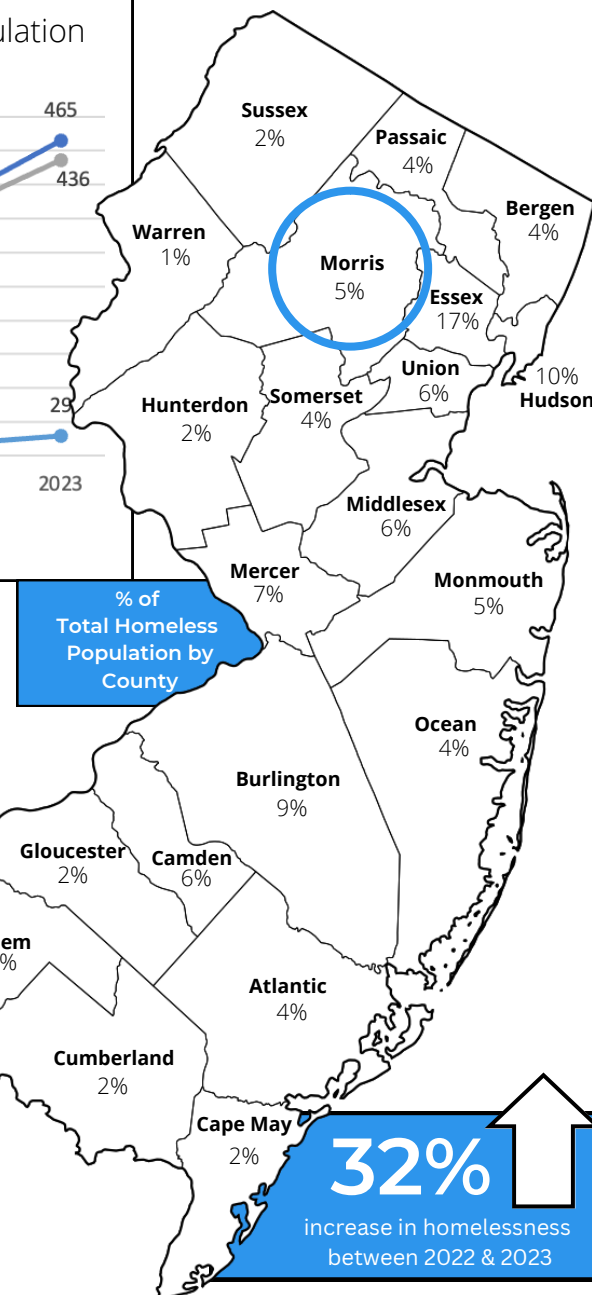 465
436
29
2023
Sussex
2%
Passaic
4%
Bergen
4%
Warren
1%
Morris
5%
Essex
17%
Union
6%
10%
Hudson
Hunterdon
2%
Somerset
4%
Middlesex
6%
Mercer
7%
Monmouth
5%
% of
Total Homeless
Population by
County
Ocean
4%
Burlington
9%
Gloucester
2%
Camden
6%
%
Atlantic
4%
Cumberland
2%
Cape May
2%
32%
increase in homelessness
between 2022 & 2023